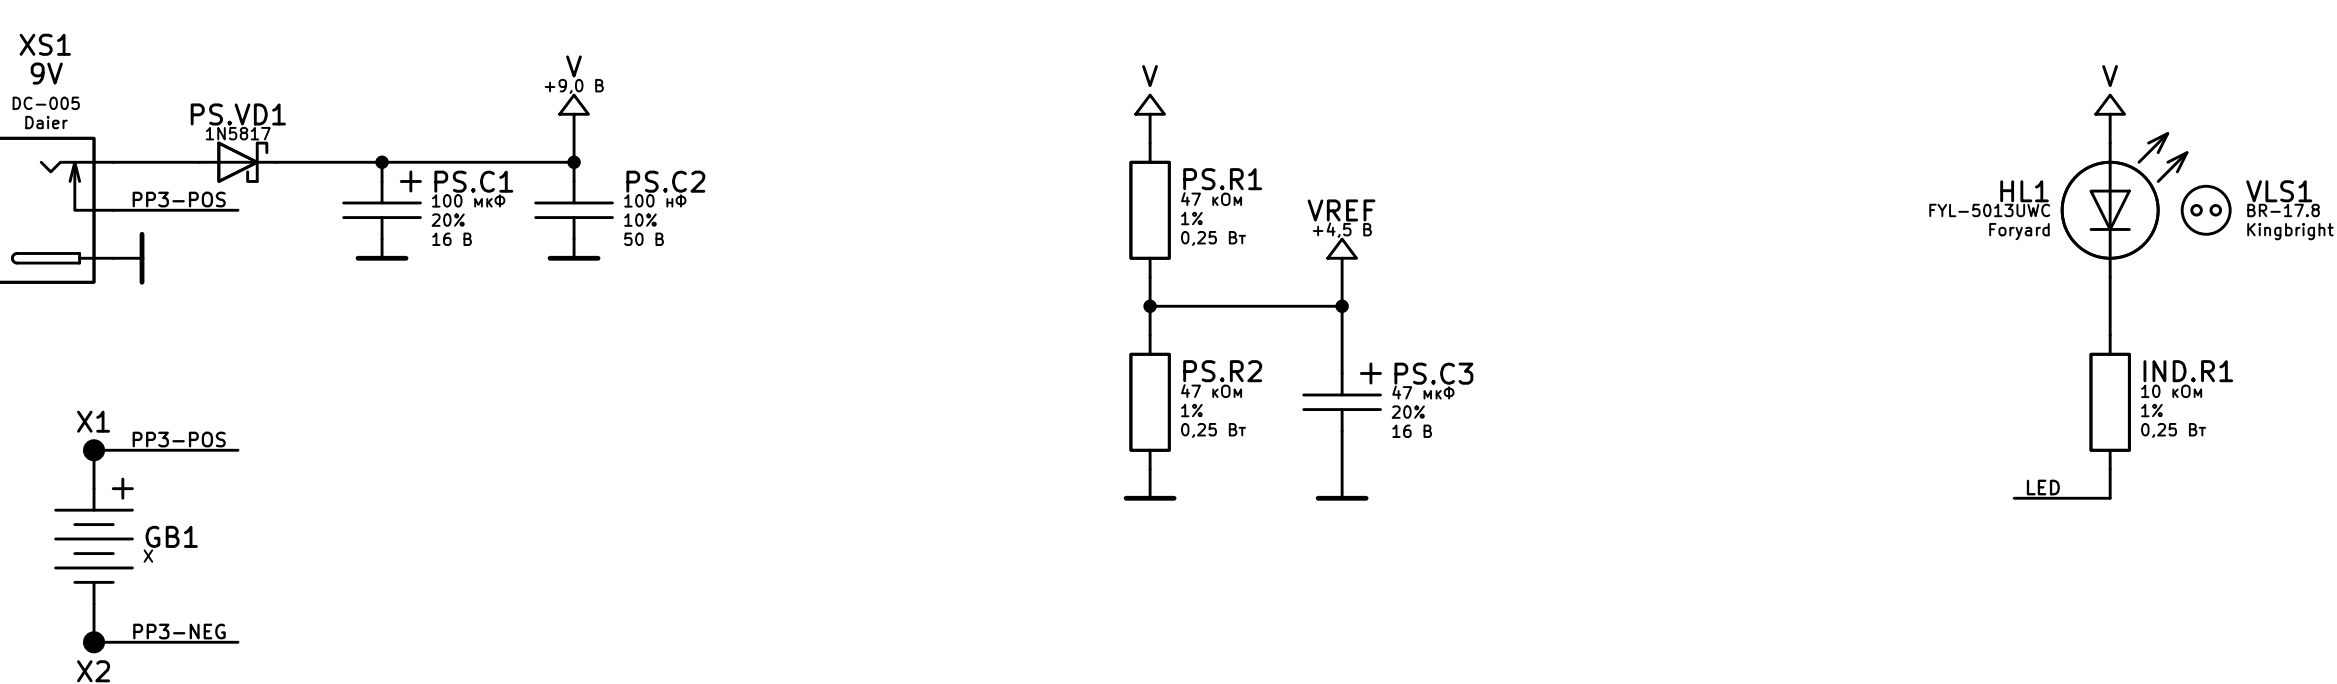 XS1
9V
DC-005
Daier
PP3-POS
PS.VD1
1N5817
V
+9,0 В
+ PS.C1
100 мкФ
20%
16 В
PS.C2
100 нФ
10%
50 В
X1
PP3-POS
+
GB1
X
PP3-NEG
X2
V
PS.R1
47 кОм
1%
0,25 Вт
VREF
+4,5 В
PS.R2
47 кОм
1%
0,25 Вт
+ PS.C3
47 мкФ
20%
16 В
V
HL1
FYL-5013UWC
Foryard
VLS1
BR-17.8
Kingbright
IND.R1
10 кОм
1%
0,25 Вт
LED